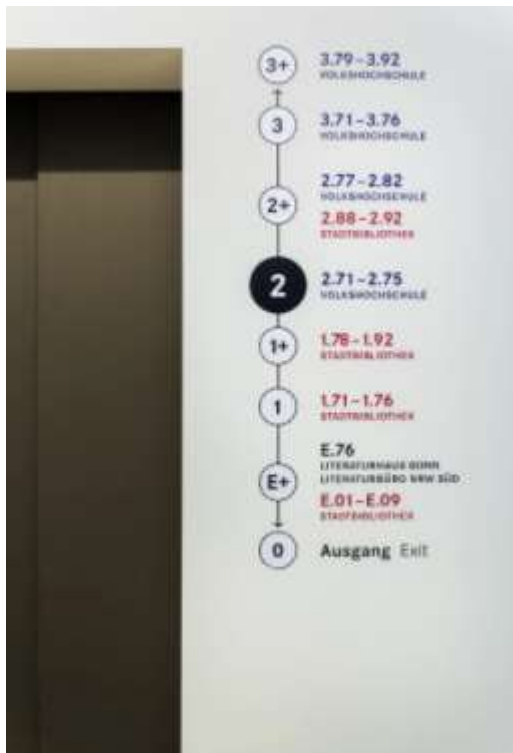 3+
3.79–3.92
VOLKSHOCHSCHULE
3
3.71–3.76
VOLKSHOCHSCHULE
2+
2.77–2.82
VOLKSHOCHSCHULE
2.88–2.92
STADTBIBLIOTHEK
2
2.71–2.75
VOLKSHOCHSCHULE
1+
1.78–1.92
STADTBIBLIOTHEK
1
1.71–1.76
STADTBIBLIOTHEK
E+
E.76
LITERATURHAUS BONN
LITERATURBÜRO NRW SÜD
E.01–E.09
STADTBIBLIOTHEK
0
Ausgang Exit